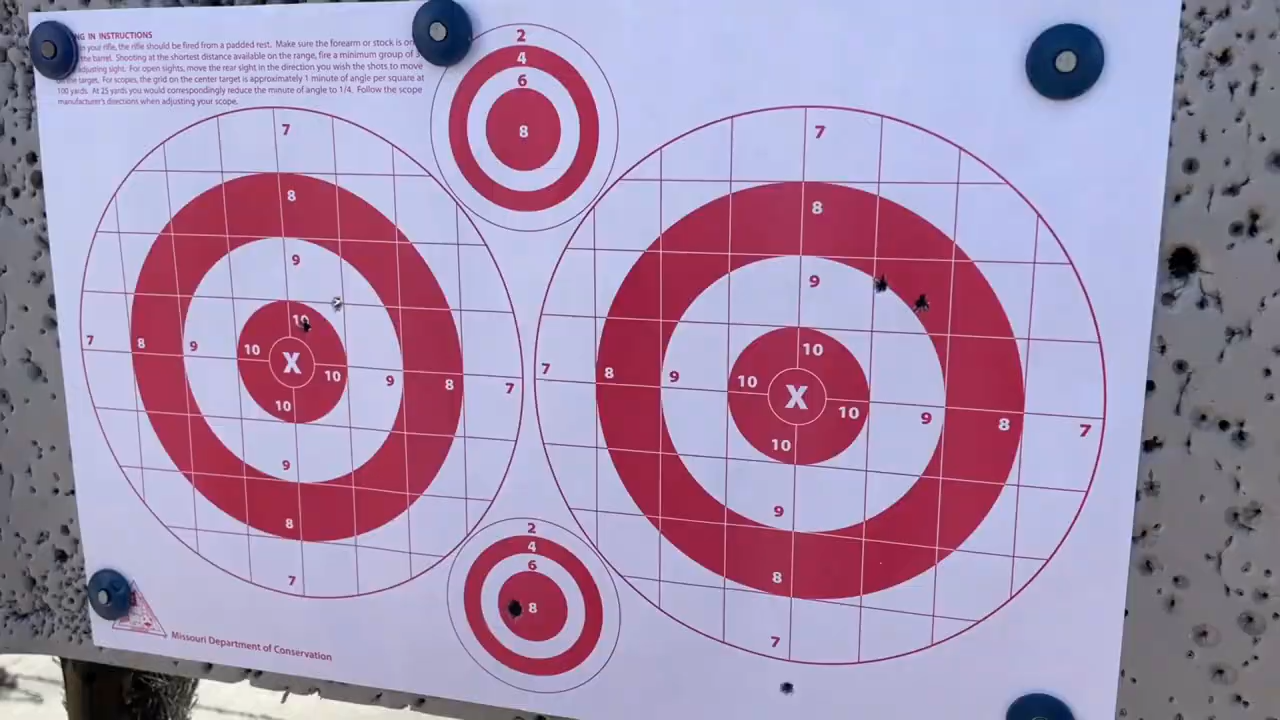 NG IN INSTRUCTIONS
in your rifle, the rifle should be fired from a padded rest. Make sure the forearm or stock is on
the barrel. Shooting at the shortest distance available on the range, fire a minimum group of 3
adjusting sight. For open sights, move the rear sight in the direction you wish the shots to move
on the target. For scopes, the grid on the center target is approximately 1 minute of angle per square at
100 yards. At 25 yards you would correspondingly reduce the minute of angle to 1/4. Follow the scope
manufacturer's directions when adjusting your scope.
2
4
6
8
7
8
9
10
7 8 9 10 X 10 9 8 7
10
9
8
7
7
8
9
10
7 8 9 10 X 10 9 8 7
10
9
8
7
2
4
6
8
Missouri Department of Conservation